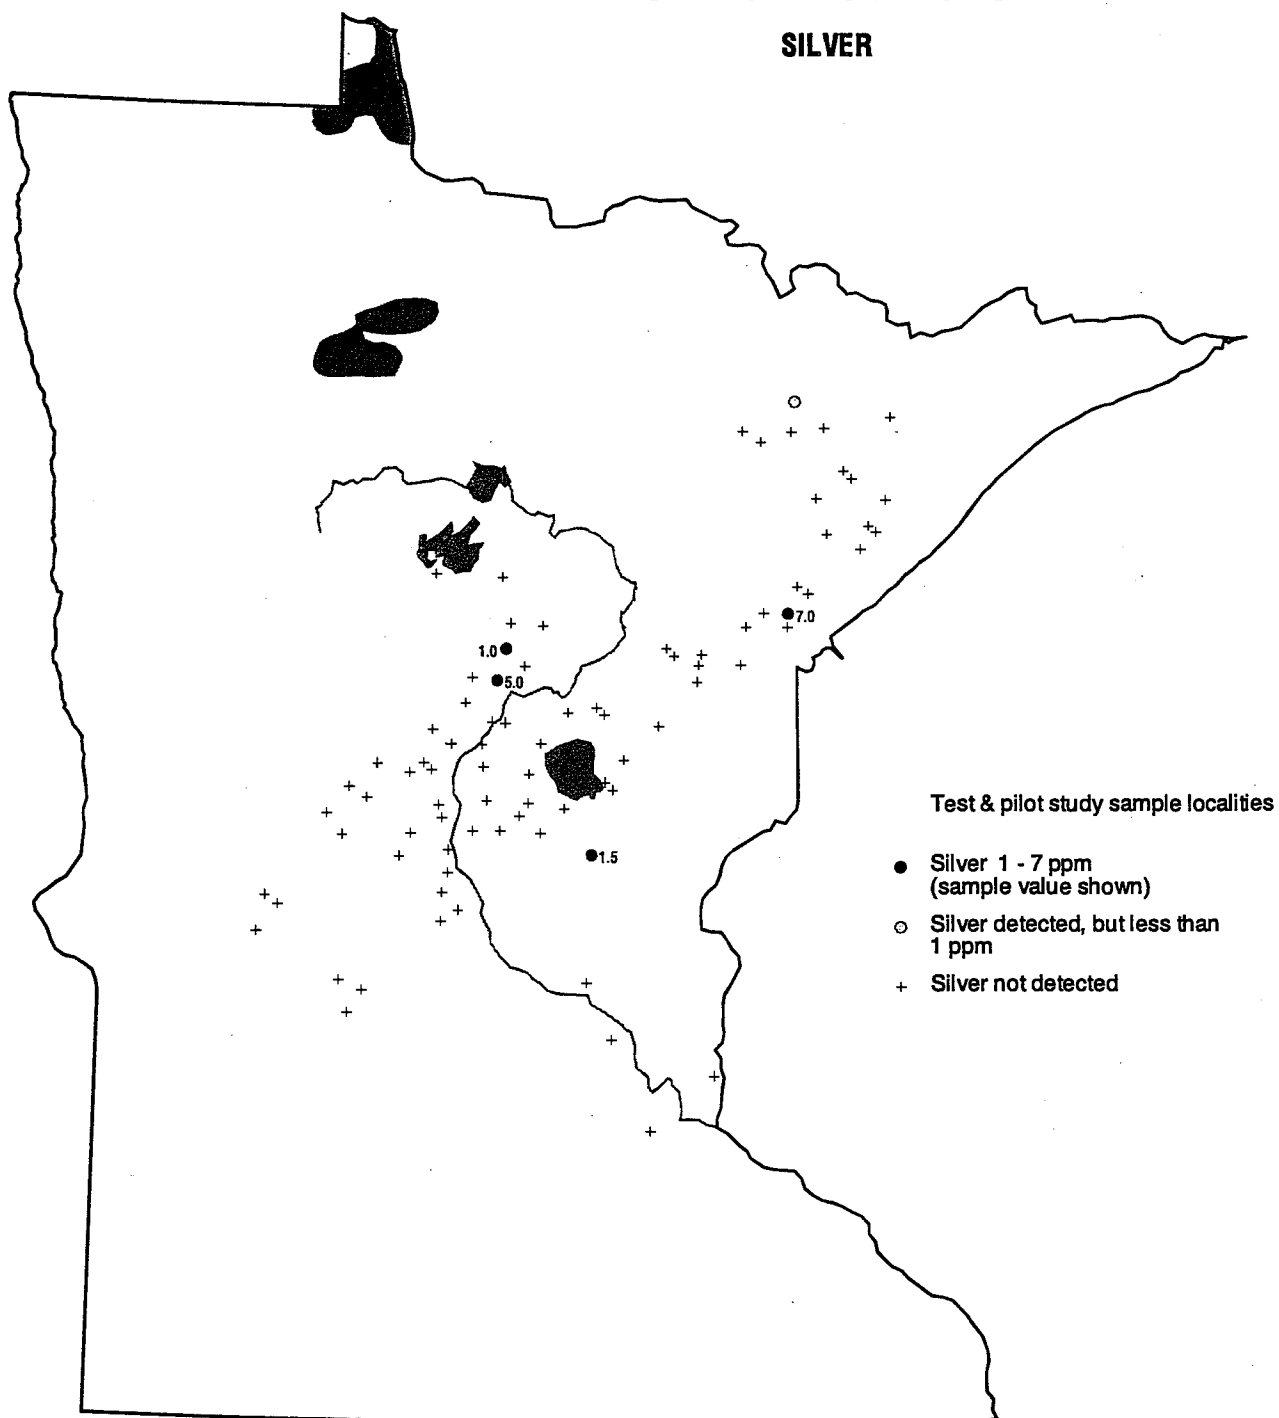 SILVER
7.0
1.0
5.0
1.5
Test & pilot study sample localities
Silver 1 - 7 ppm
(sample value shown)
Silver detected, but less than
1 ppm
Silver not detected